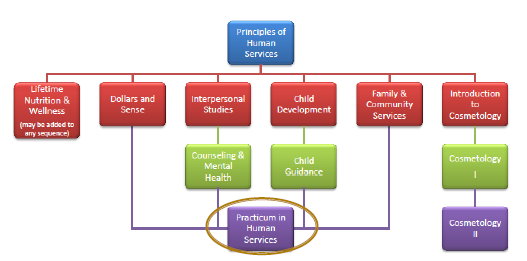 Principles of
Human
Services
Lifetime
Nutrition &
Wellness
(may be added to
any sequence)
Dollars and
Sense
Interpersonal
Studies
Child
Development
Family &
Community
Services
Introduction
to
Cosmetology
Counseling &
Mental
Health
Child
Guidance
Cosmetology
I
Practicum in
Human
Services
Cosmetology
II